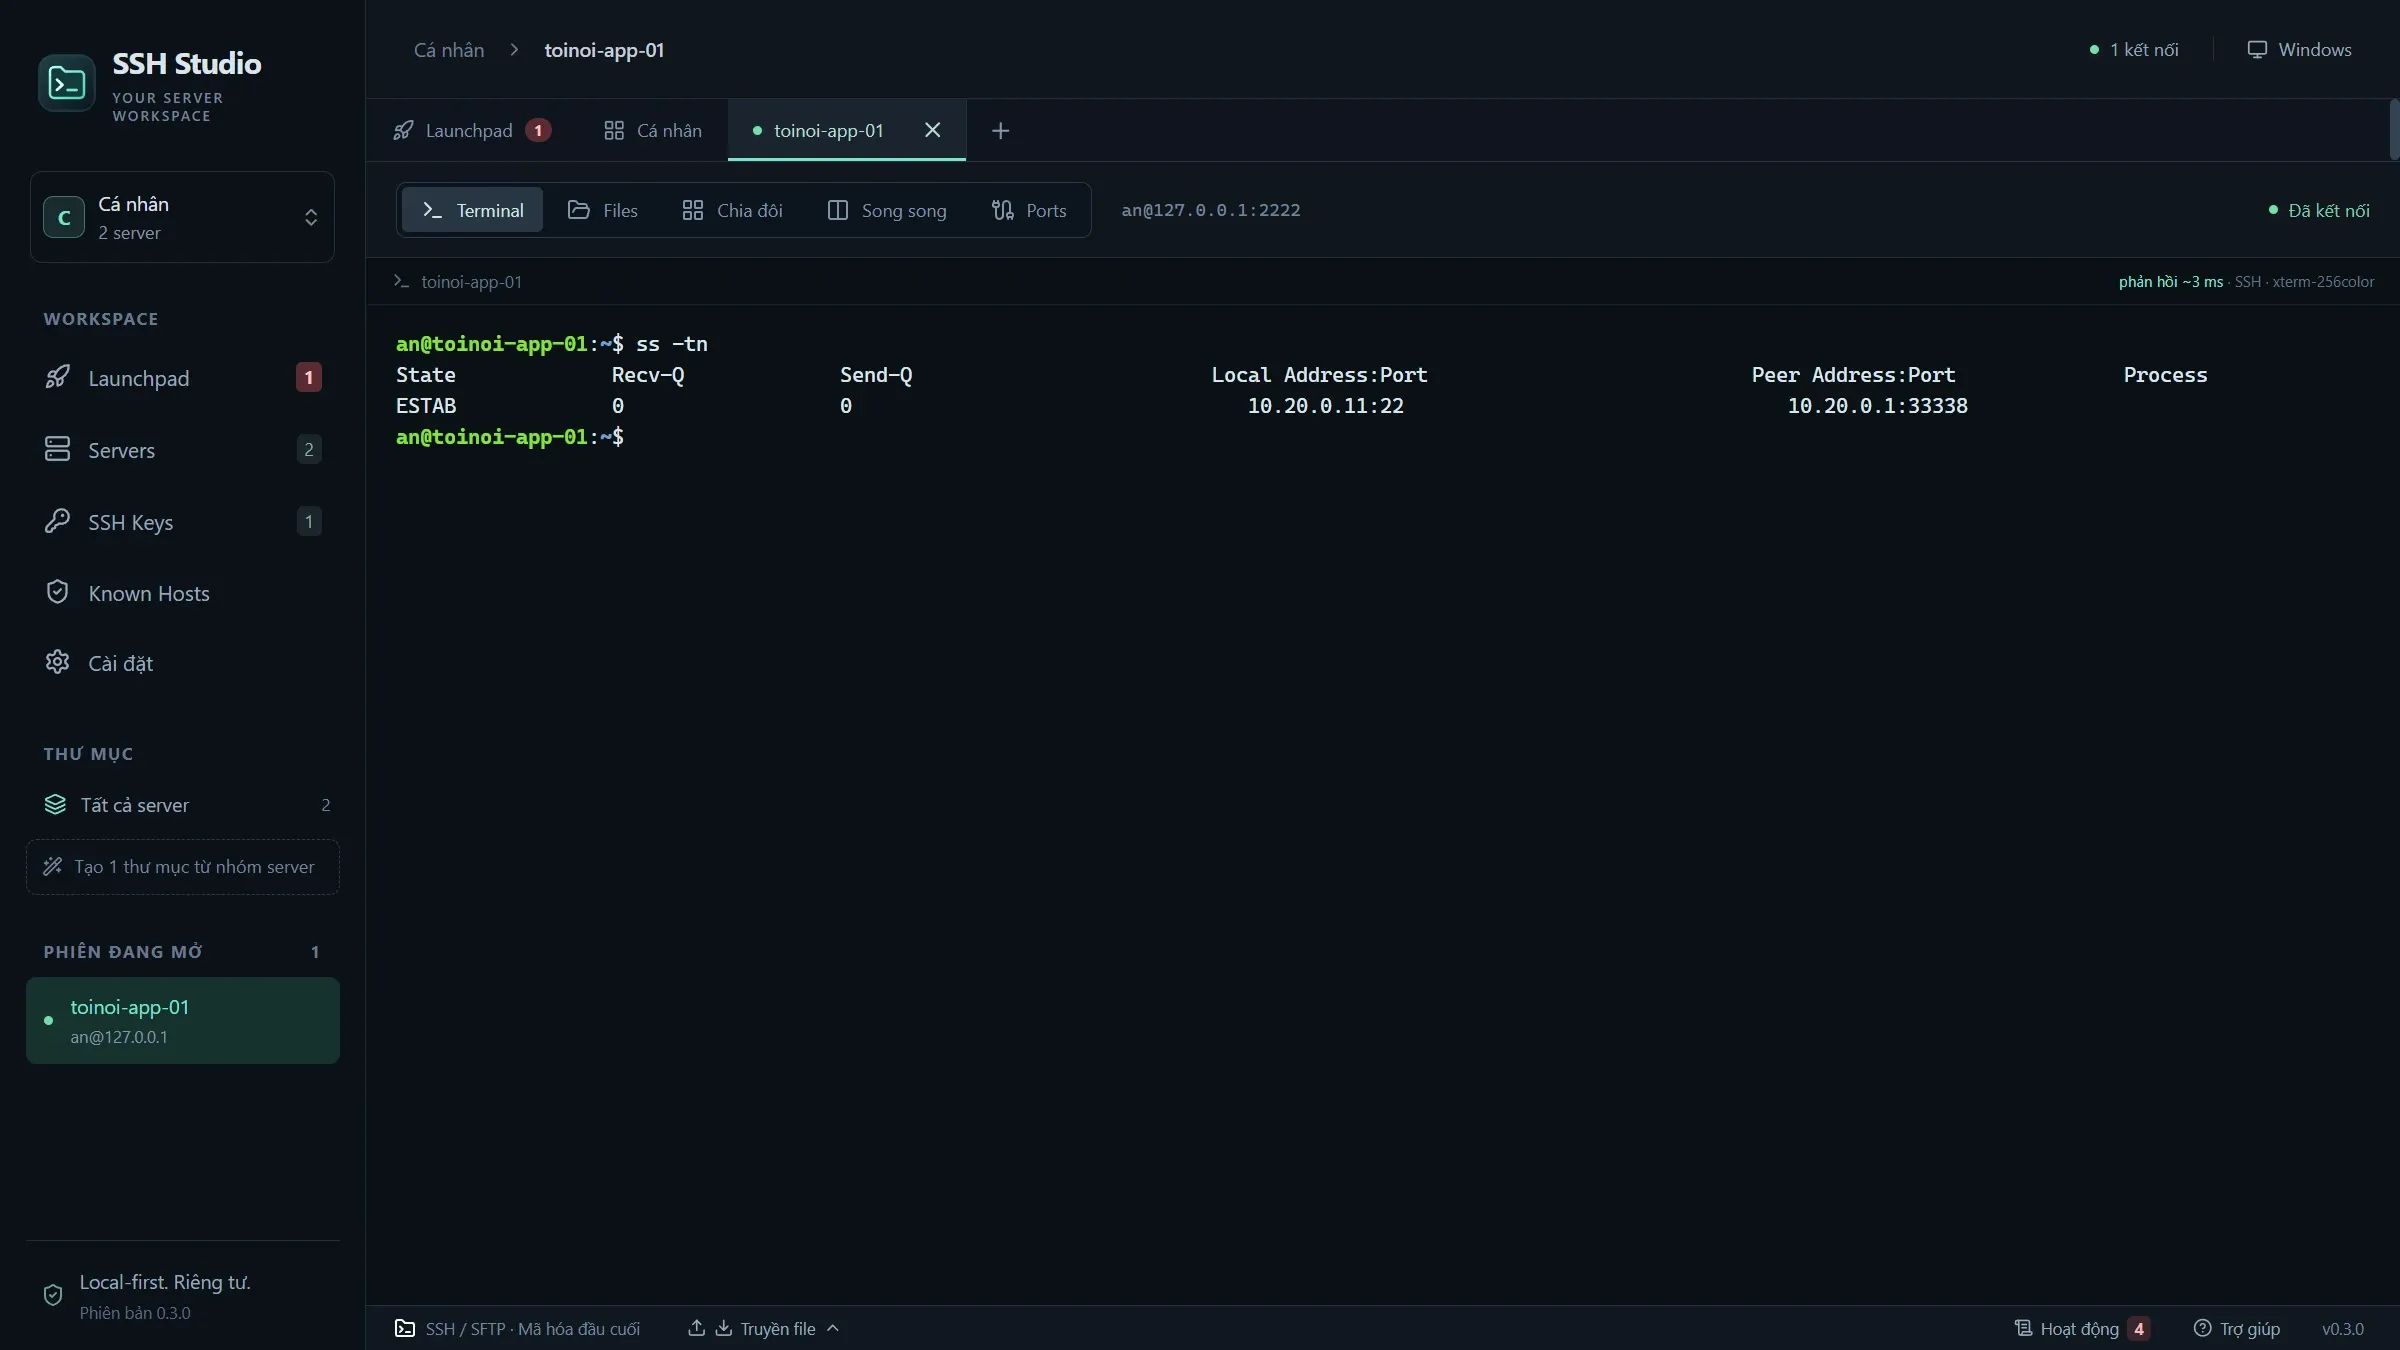 SSH Studio
YOUR SERVER
WORKSPACE
C
Cá nhân
2 server
WORKSPACE
Launchpad 1
Servers 2
SSH Keys 1
Known Hosts
Cài đặt
THƯ MỤC
Tất cả server 2
Tạo 1 thư mục từ nhóm server
PHIÊN ĐANG MỞ 1
toinoi-app-01
an@127.0.0.1
Local-first. Riêng tư.
Phiên bản 0.3.0
Cá nhân > toinoi-app-01
1 kết nối Windows
Launchpad 1 Cá nhân toinoi-app-01
Terminal Files Chia đôi Song song Ports an@127.0.0.1:2222 Đã kết nối
toinoi-app-01 phản hồi ~3 ms · SSH · xterm-256color
an@toinoi-app-01:~$ ss -tn
State Recv-Q Send-Q Local Address:Port Peer Address:Port Process
ESTAB 0 0 10.20.0.11:22 10.20.0.1:33338
an@toinoi-app-01:~$
SSH / SFTP · Mã hóa đầu cuối Truyền file Hoạt động 4 Trợ giúp v0.3.0